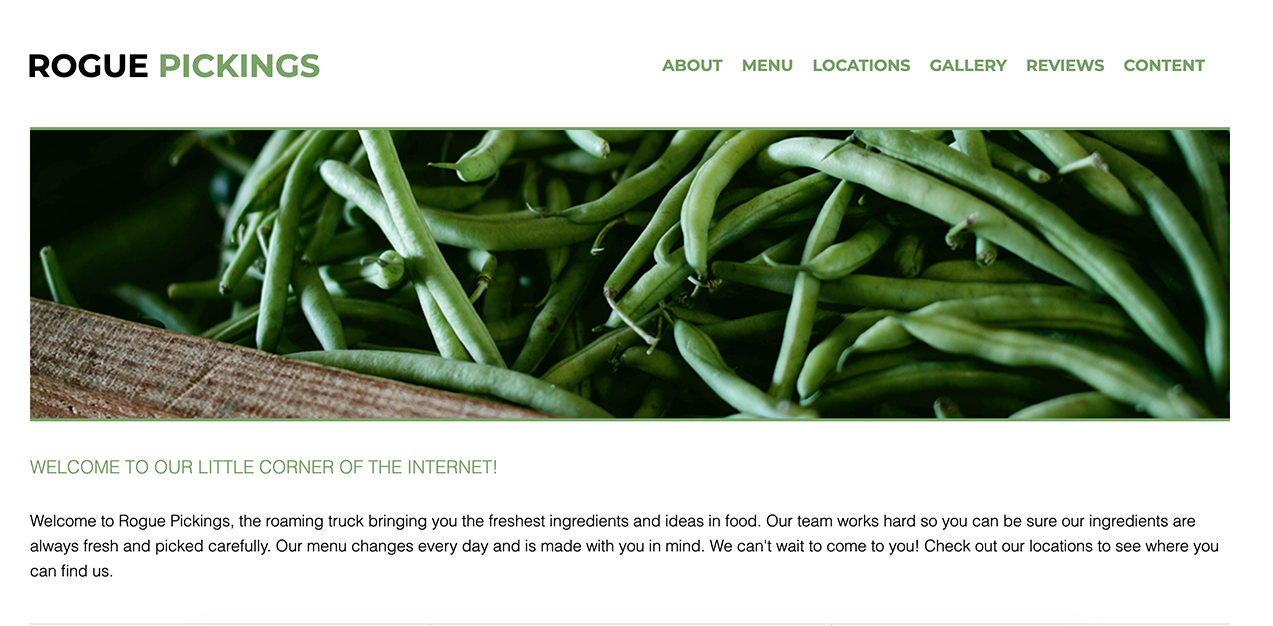 ROGUE PICKINGS
ABOUT MENU LOCATIONS GALLERY REVIEWS CONTENT
WELCOME TO OUR LITTLE CORNER OF THE INTERNET!
Welcome to Rogue Pickings, the roaming truck bringing you the freshest ingredients and ideas in food. Our team works hard so you can be sure our ingredients are
always fresh and picked carefully. Our menu changes every day and is made with you in mind. We can't wait to come to you! Check out our locations to see where you
can find us.